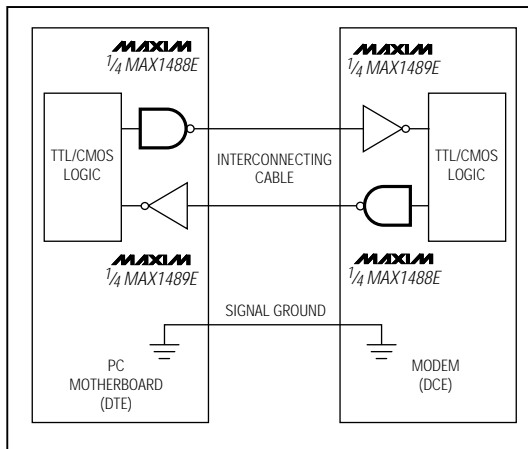 MAXIM
1/4 MAX1488E
MAXIM
1/4 MAX1489E
TTL/CMOS
LOGIC
INTERCONNECTING
CABLE
TTL/CMOS
LOGIC
MAXIM
1/4 MAX1489E
MAXIM
1/4 MAX1488E
SIGNAL GROUND
PC
MOTHERBOARD
(DTE)
MODEM
(DCE)